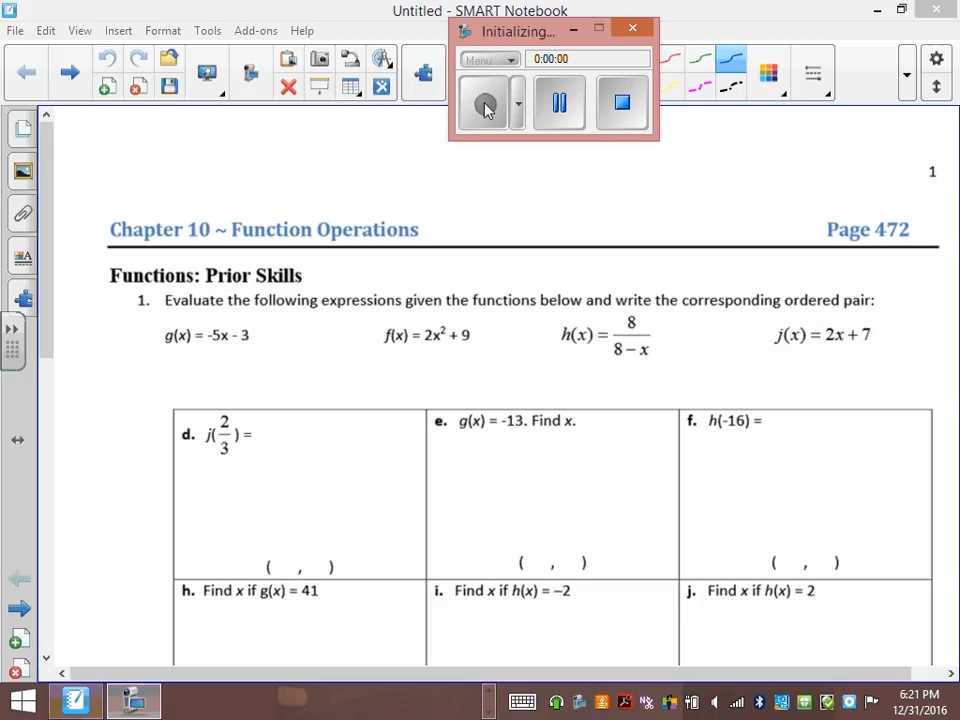 Untitled - SMART Notebook
Initializing...
File Edit View Insert Format Tools Add-ons Help
Menu
0:00:00
1
Chapter 10 ~ Function Operations Page 472
Functions: Prior Skills
1. Evaluate the following expressions given the functions below and write the corresponding ordered pair:
g(x) = -5x - 3 f(x) = 2x² + 9 h(x) = 8/(8 − x) j(x) = 2x + 7
d. j(2/3) = e. g(x) = -13. Find x. f. h(-16) =
( , ) ( , ) ( , )
h. Find x if g(x) = 41 i. Find x if h(x) = –2 j. Find x if h(x) = 2
6:21 PM
12/31/2016